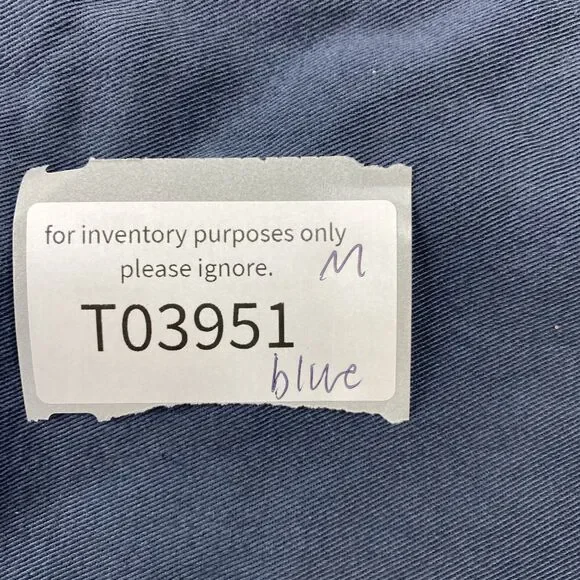 for inventory purposes only
please ignore. M
T03951
blue